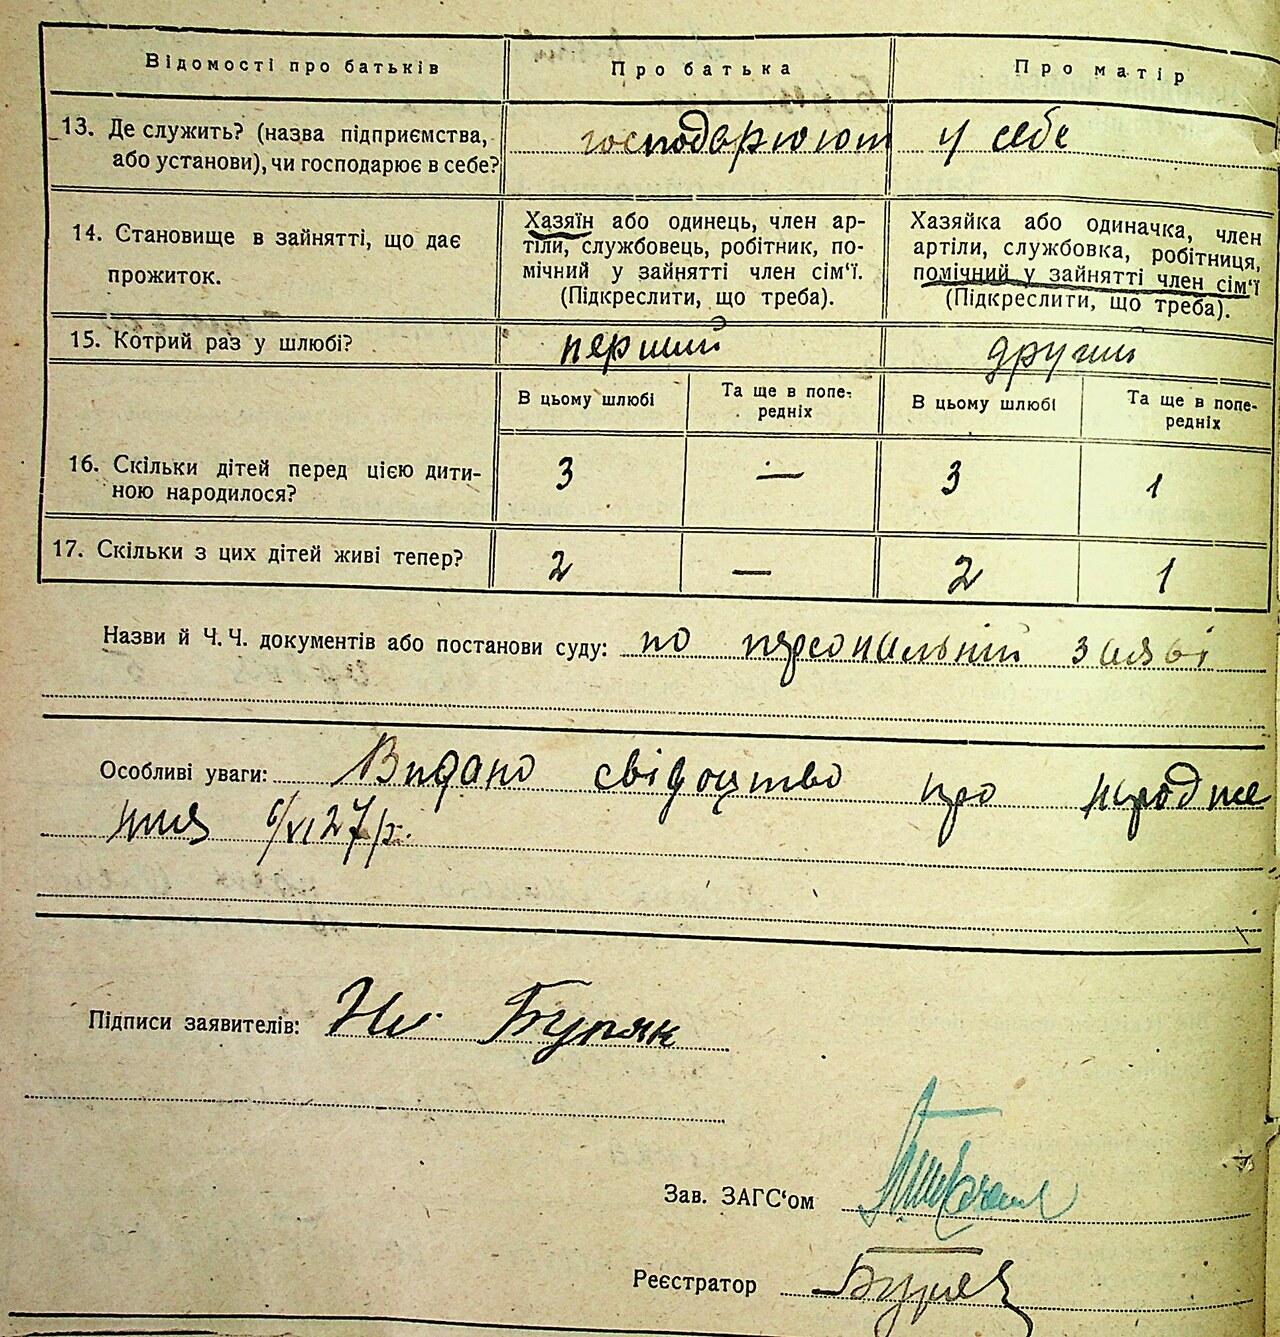 Відомості про батьків Про батька Про матір
13. Де служить? (назва підприємства, або установи), чи господарює в себе? господарюют у себе
14. Становище в зайнятті, що дає прожиток.
Хазяїн або одинець, член ар-
тіли, службовець, робітник, по-
мічний у зайнятті член сім'ї.
(Підкреслити, що треба).
Хазяйка або одиначка, член
артіли, службовка, робітниця,
помічний у зайнятті член сім'ї
(Підкреслити, що треба).
15. Котрий раз у шлюбі? перший другий
В цьому шлюбі Та ще в попе-
редніх В цьому шлюбі Та ще в попе-
редніх
16. Скільки дітей перед цією дити-
ною народилося? 3 — 3 1
17. Скільки з цих дітей живі тепер? 2 — 2 1
Назви й Ч. Ч. документів або постанови суду: по персональній заяві
Особливі уваги: Видано свідоцтво про народже
ння 6/VI 27 р.
Підписи заявителів: Буряк
Зав. ЗАГС'ом
Реєстратор